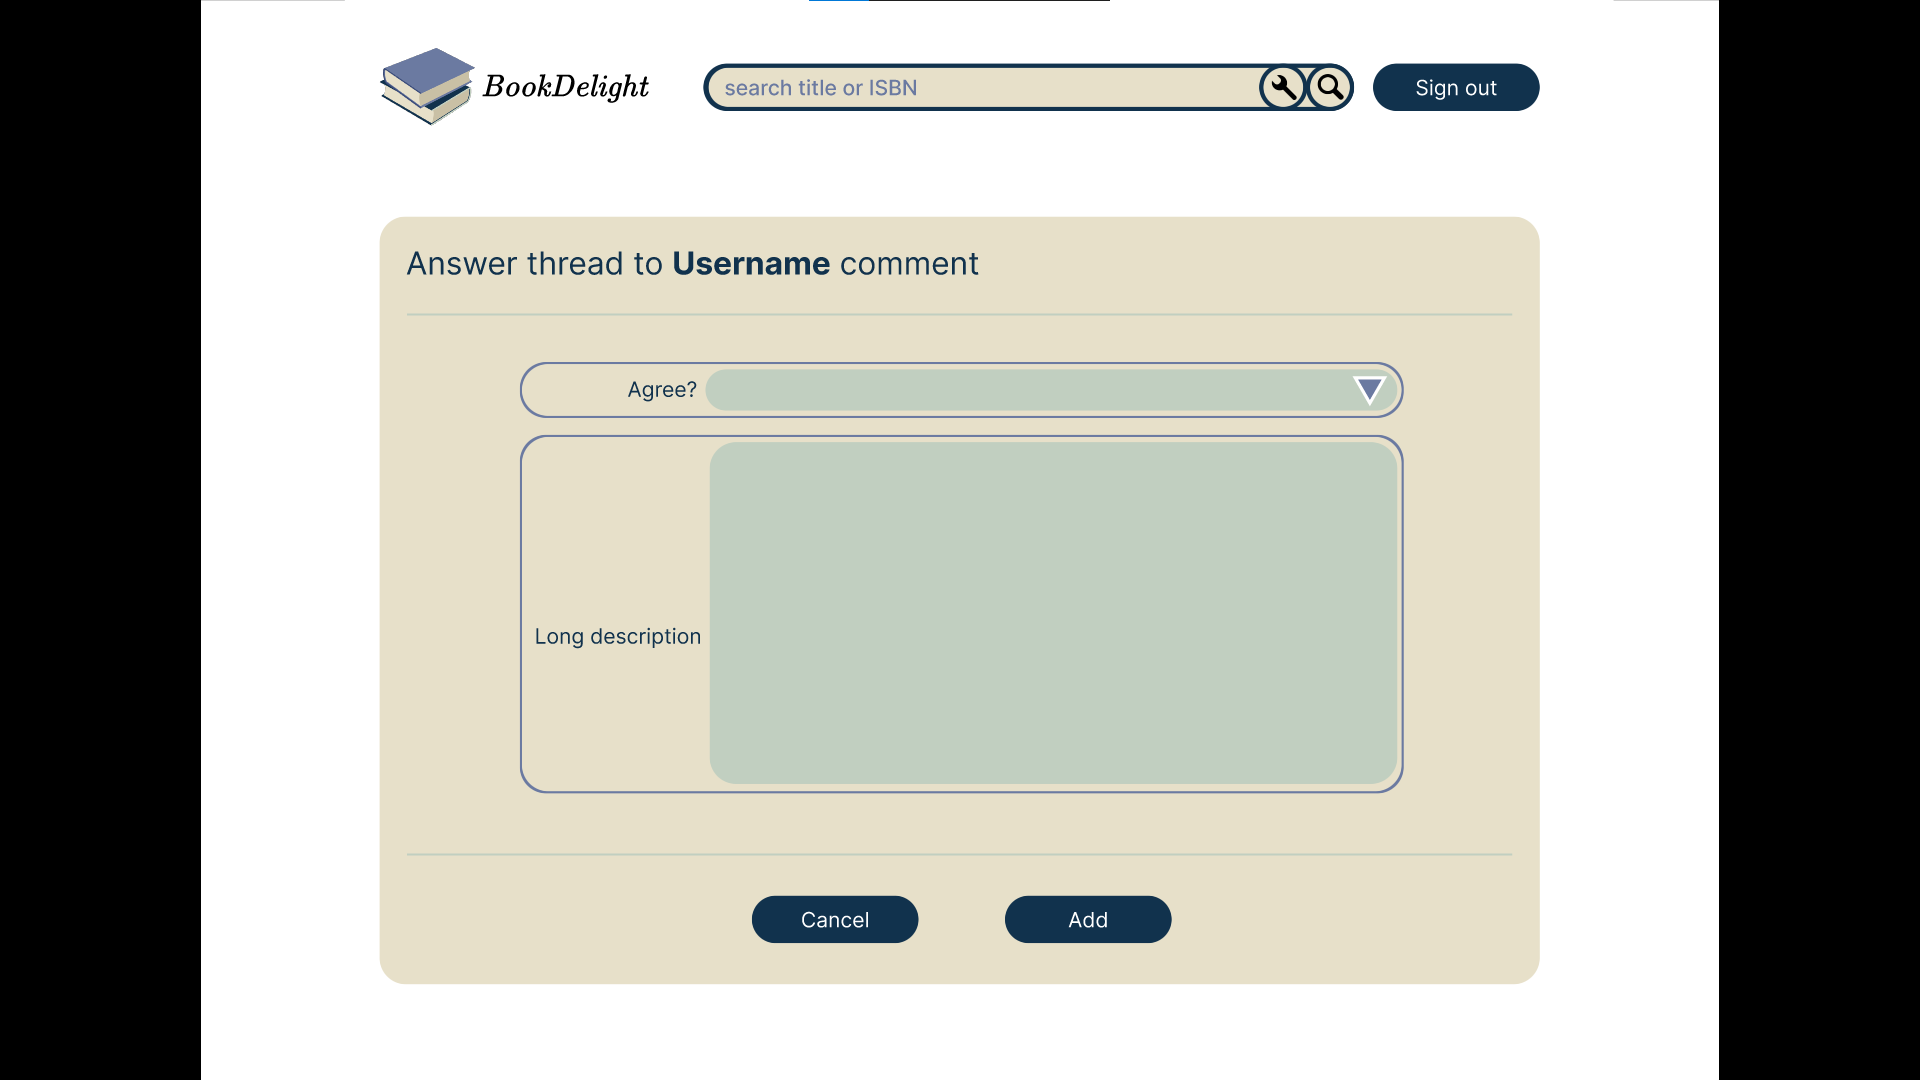 BookDelight
search title or ISBN
Sign out
Answer thread to Username comment
Agree?
Long description
Cancel
Add